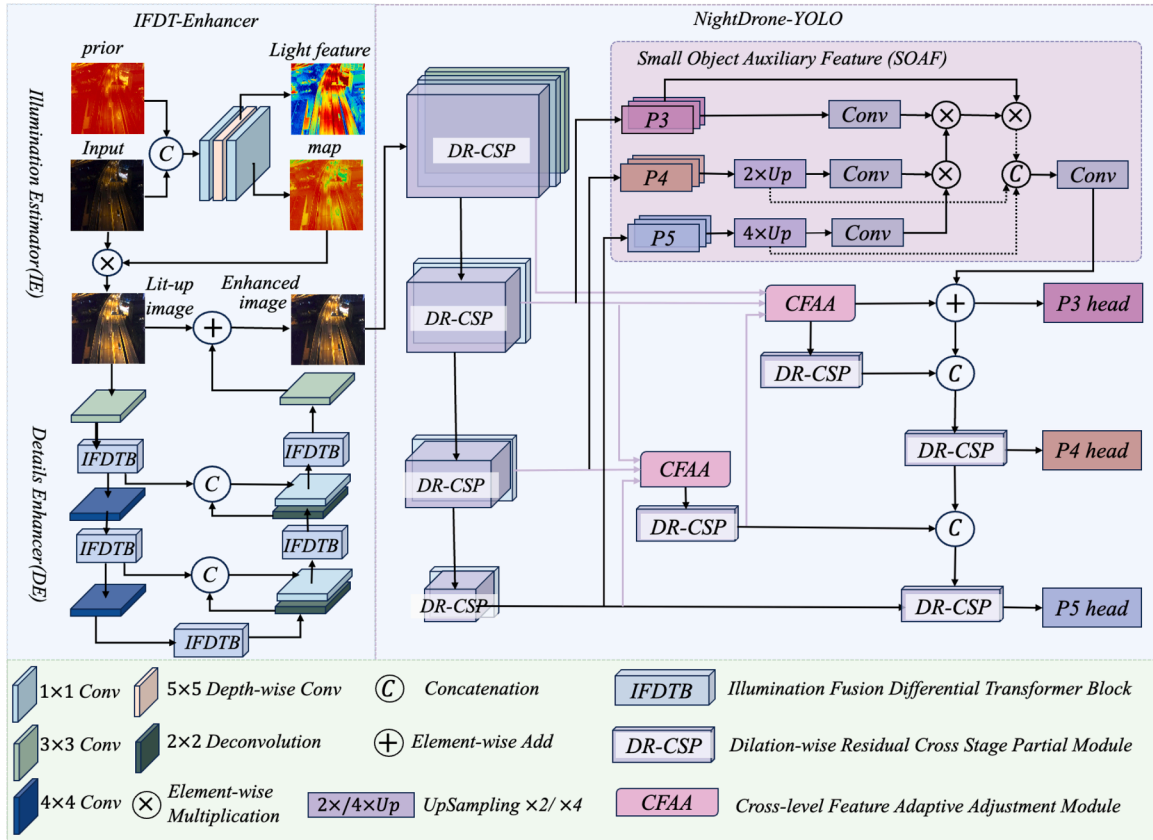 IFDT-Enhancer
NightDrone-YOLO
prior
Light feature
Input
C
map
Illumination Estimator(IE)
×
Lit-up
image
Enhanced
image
+
Details Enhancer(DE)
IFDTB
IFDTB
C
IFDTB
IFDTB
C
IFDTB
DR-CSP
DR-CSP
DR-CSP
DR-CSP
Small Object Auxiliary Feature (SOAF)
P3
Conv
×
×
P4
2×Up
Conv
×
C
Conv
P5
4×Up
Conv
CFAA
+
P3 head
DR-CSP
C
CFAA
DR-CSP
P4 head
DR-CSP
C
DR-CSP
P5 head
1×1 Conv
5×5 Depth-wise Conv
C
Concatenation
IFDTB
Illumination Fusion Differential Transformer Block
3×3 Conv
2×2 Deconvolution
+
Element-wise Add
DR-CSP
Dilation-wise Residual Cross Stage Partial Module
4×4 Conv
×
Element-wise
Multiplication
2×/4×Up
UpSampling ×2/ ×4
CFAA
Cross-level Feature Adaptive Adjustment Module